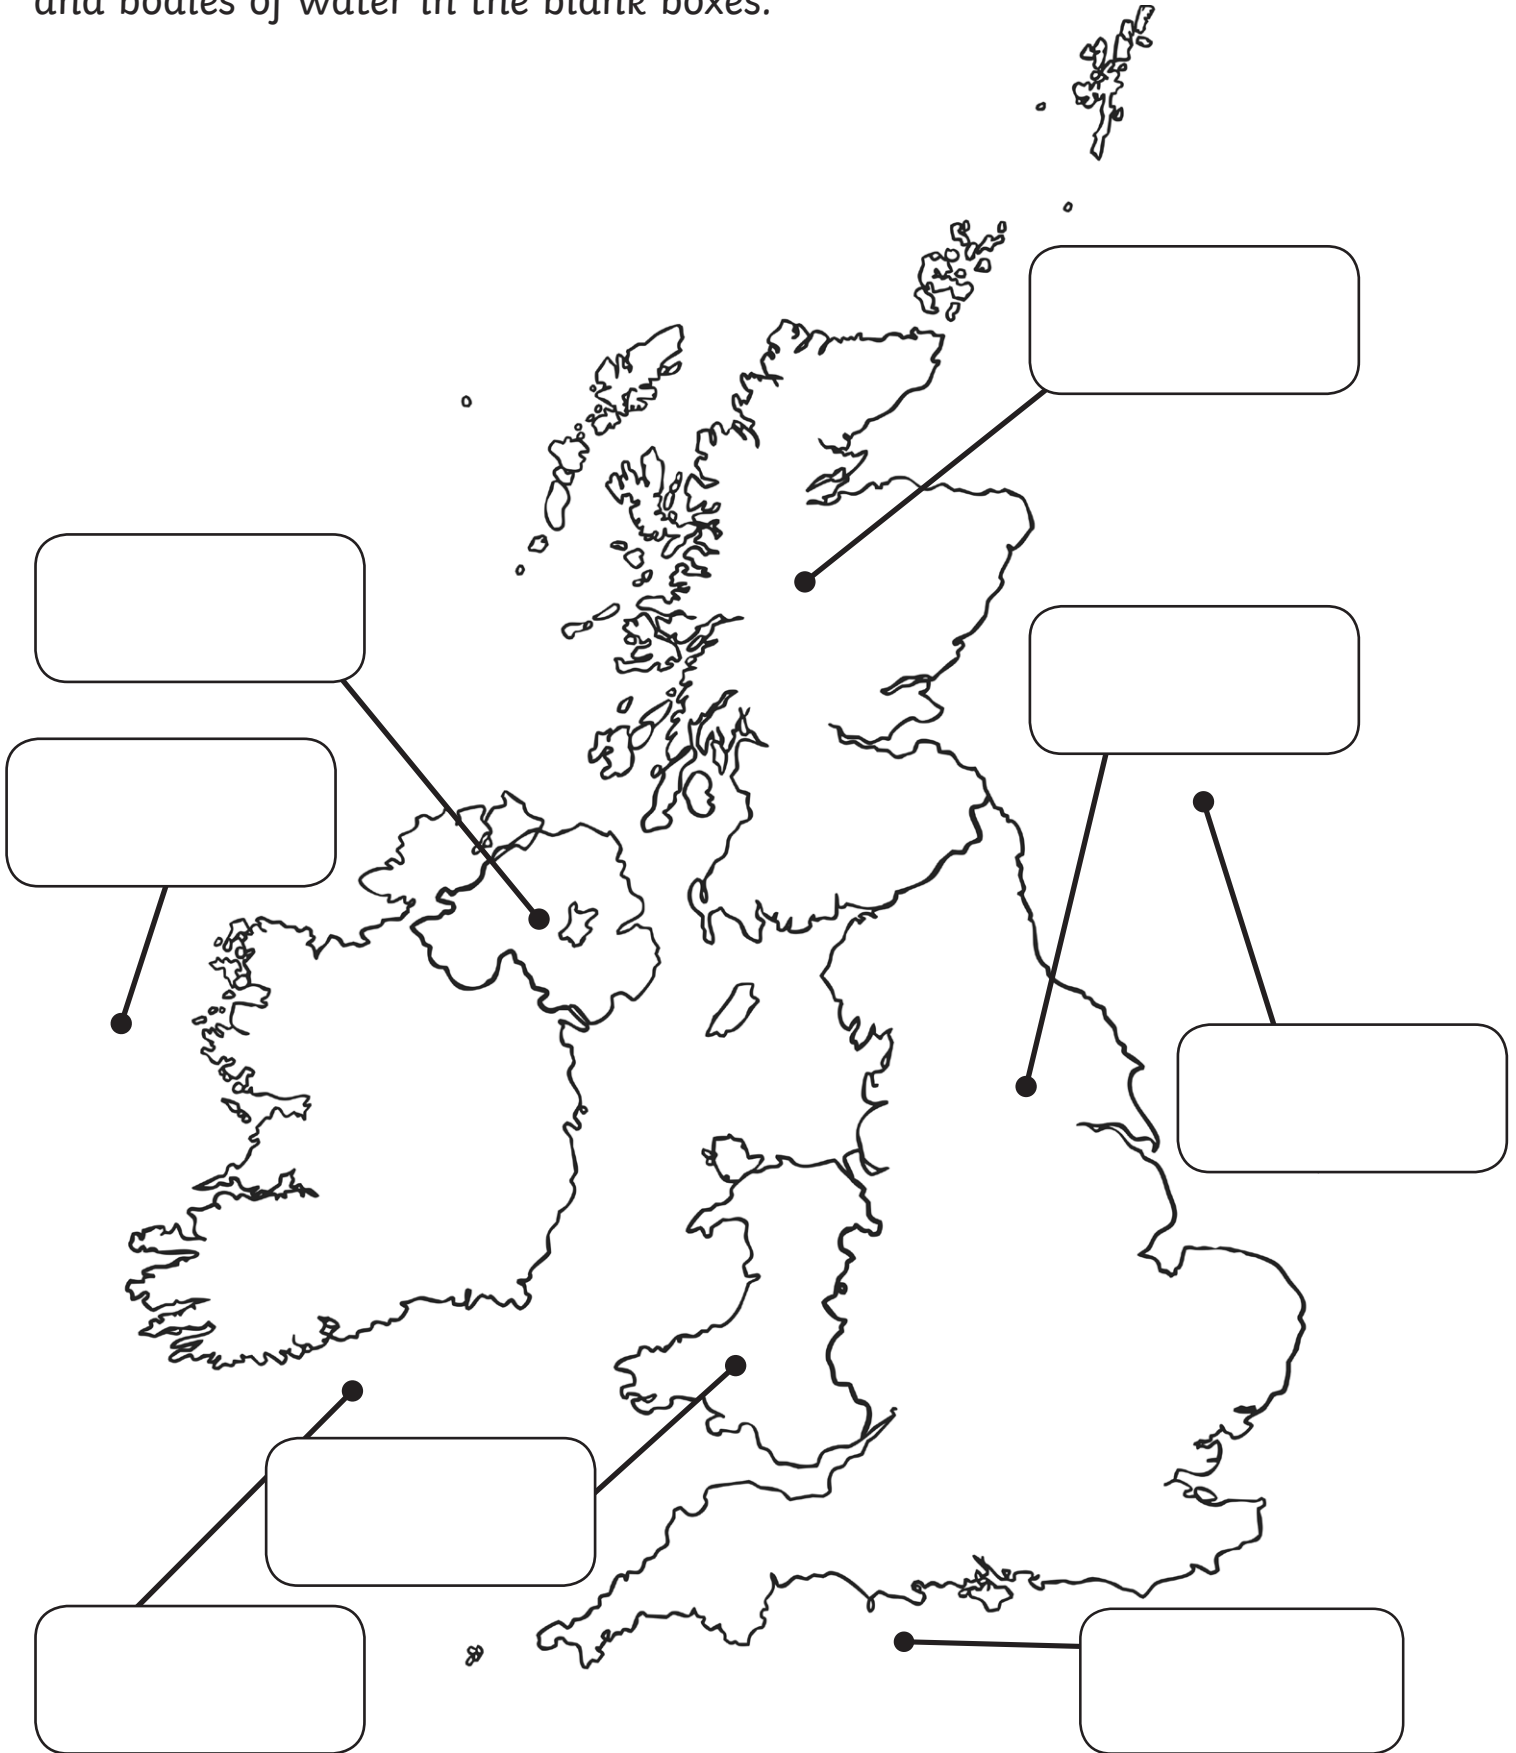 and bodies of water in the blank boxes.